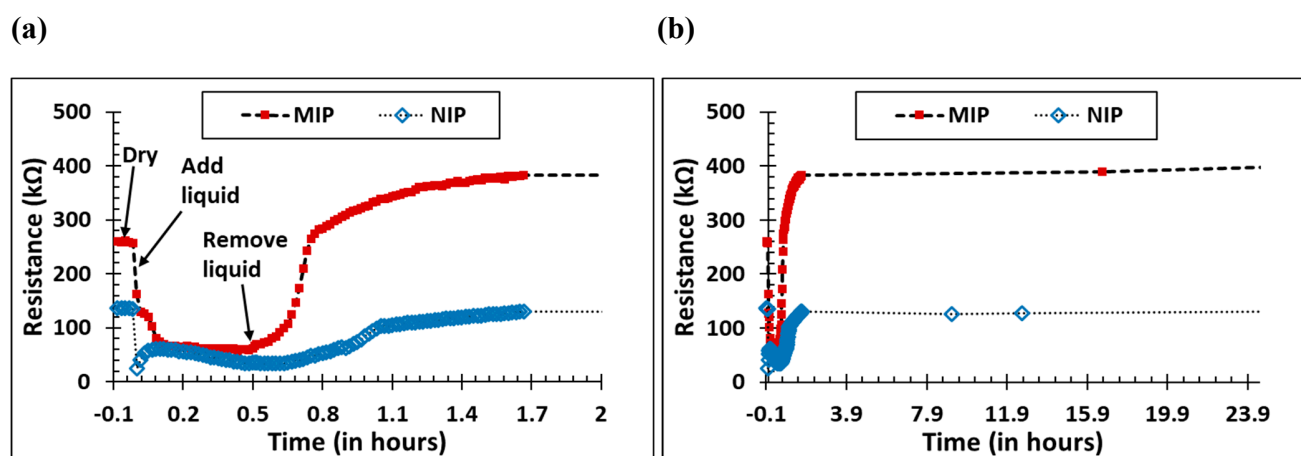 (a)
(b)
MIP NIP
500
400
300
200
100
0
Resistance (kΩ)
Dry
Add
liquid
Remove
liquid
-0.1 0.2 0.5 0.8 1.1 1.4 1.7 2
Time (in hours)
MIP NIP
500
400
300
200
100
0
Resistance (kΩ)
-0.1 3.9 7.9 11.9 15.9 19.9 23.9
Time (in hours)